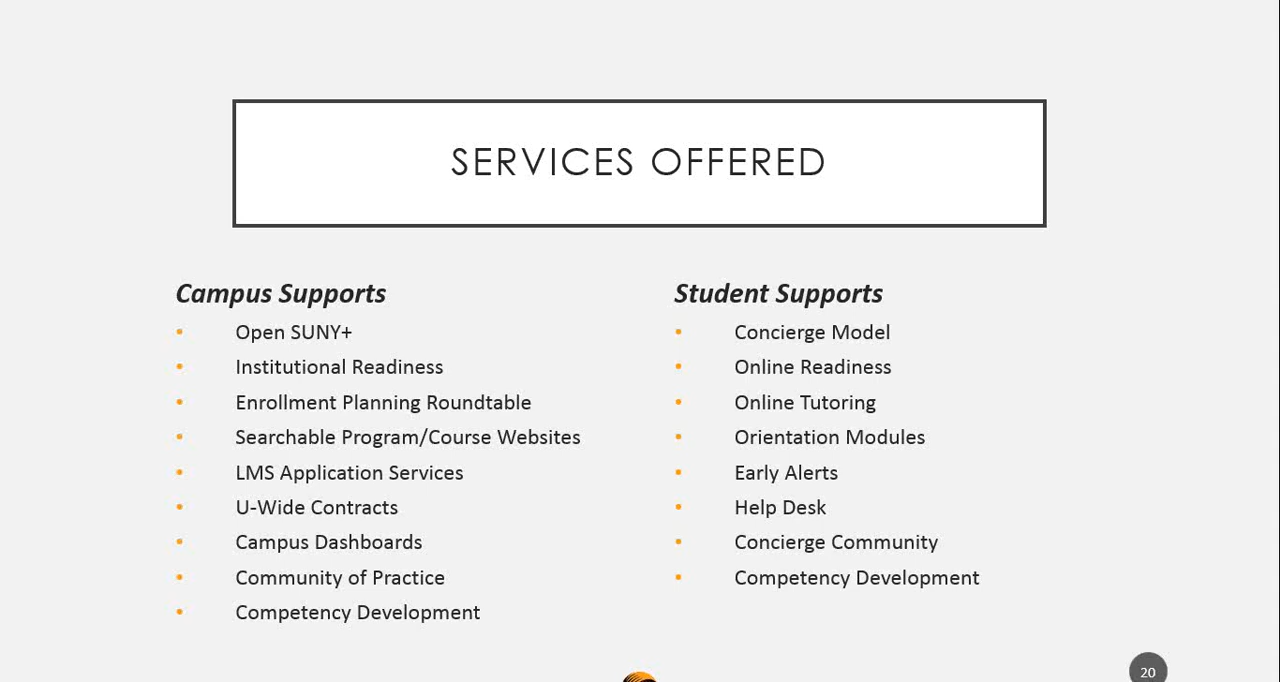 SERVICES OFFERED
Campus Supports
• Open SUNY+
• Institutional Readiness
• Enrollment Planning Roundtable
• Searchable Program/Course Websites
• LMS Application Services
• U-Wide Contracts
• Campus Dashboards
• Community of Practice
• Competency Development
Student Supports
• Concierge Model
• Online Readiness
• Online Tutoring
• Orientation Modules
• Early Alerts
• Help Desk
• Concierge Community
• Competency Development
20